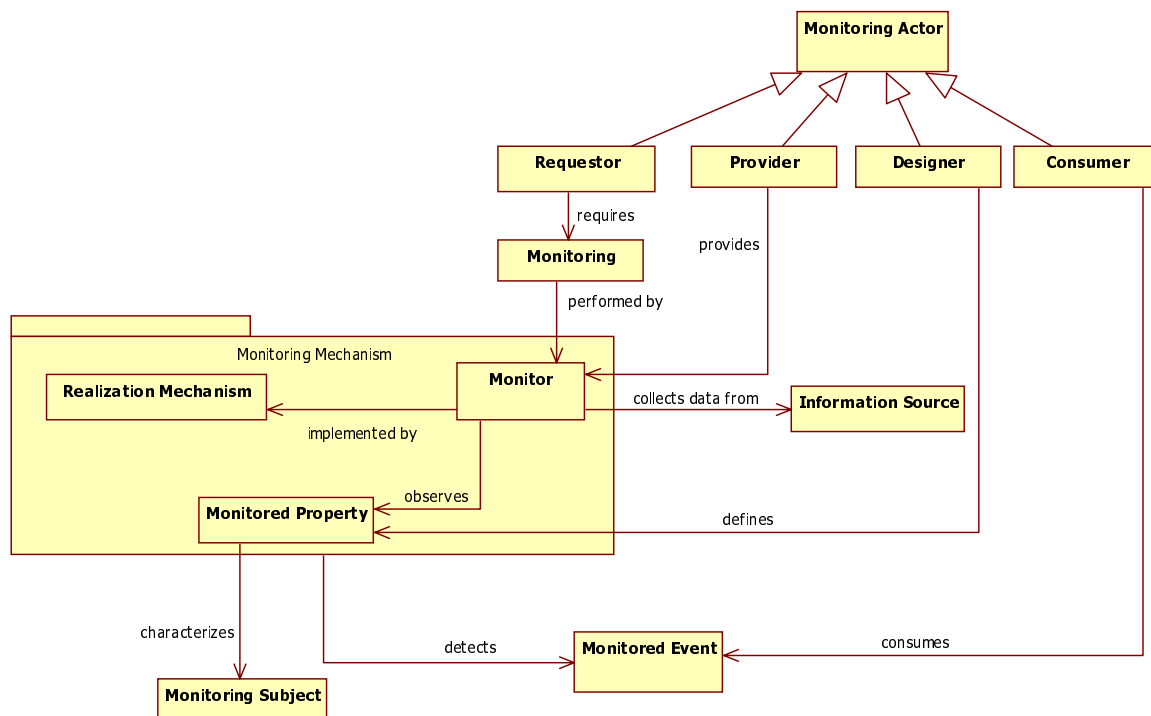 Monitoring Actor
Requestor
Provider
Designer
Consumer
requires
provides
Monitoring
performed by
Monitoring Mechanism
Monitor
Realization Mechanism
collects data from
Information Source
implemented by
observes
Monitored Property
defines
characterizes
detects
Monitored Event
consumes
Monitoring Subject